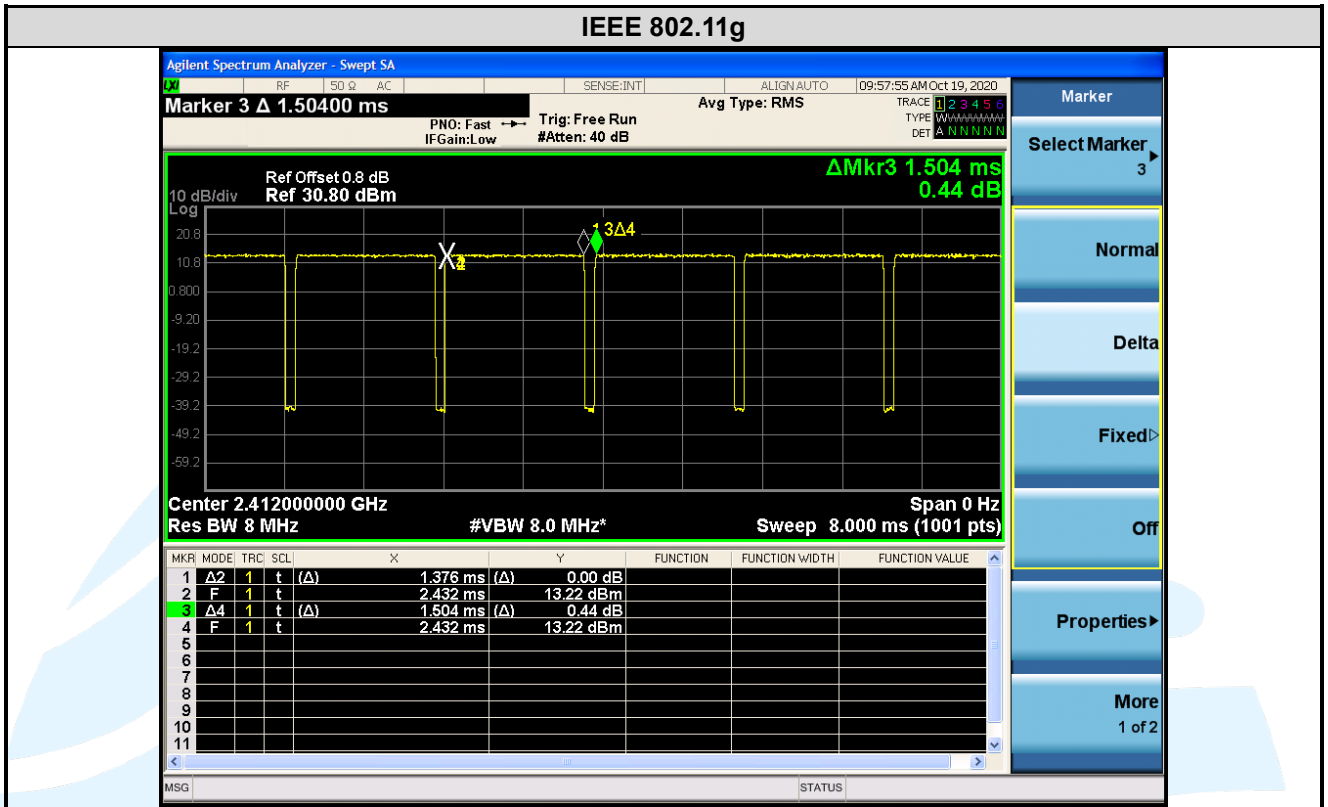 IEEE 802.11g
Agilent Spectrum Analyzer - Swept SA
LXI RF 50 Ω AC SENSE:INT ALIGN AUTO 09:57:55 AM Oct 19, 2020
Marker 3 Δ 1.50400 ms
PNO: Fast
IFGain:Low
Trig: Free Run
#Atten: 40 dB
Avg Type: RMS
TRACE 1 2 3 4 5 6
TYPE WWWWWW
DET A N N N N N
ΔMkr3 1.504 ms
0.44 dB
Ref Offset 0.8 dB
10 dB/div Ref 30.80 dBm
Log
20.8
10.8
0.800
-9.20
-19.2
-29.2
-39.2
-49.2
-59.2
3Δ4
Center 2.412000000 GHz Span 0 Hz
Res BW 8 MHz #VBW 8.0 MHz* Sweep 8.000 ms (1001 pts)
MKR MODE TRC SCL X Y FUNCTION FUNCTION WIDTH FUNCTION VALUE
1 Δ2 1 t (Δ) 1.376 ms (Δ) 0.00 dB
2 F 1 t 2.432 ms 13.22 dBm
3 Δ4 1 t (Δ) 1.504 ms (Δ) 0.44 dB
4 F 1 t 2.432 ms 13.22 dBm
5
6
7
8
9
10
11
MSG STATUS
Marker
Select Marker
3
Normal
Delta
Fixed
Off
Properties
More
1 of 2